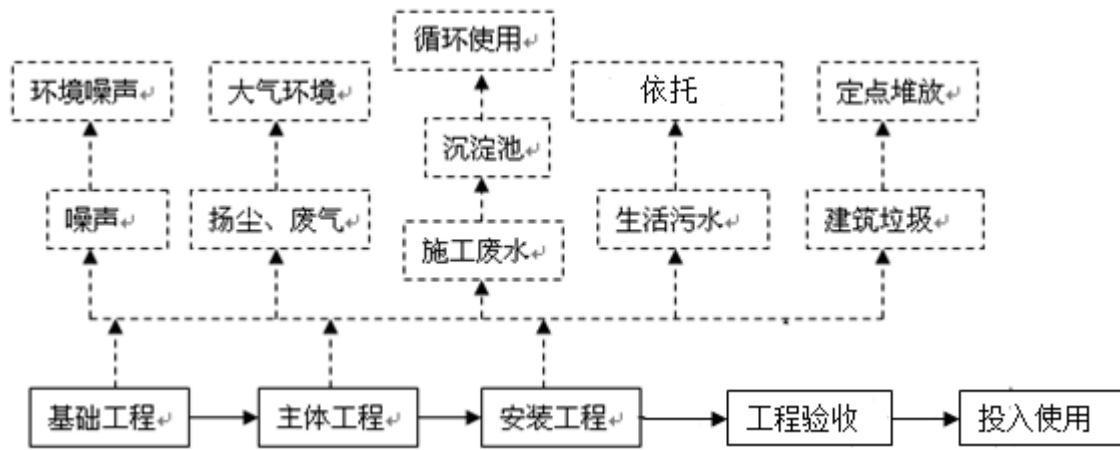 循环使用
环境噪声
大气环境
依托
定点堆放
沉淀池
噪声
扬尘、废气
生活污水
建筑垃圾
施工废水
基础工程
主体工程
安装工程
工程验收
投入使用